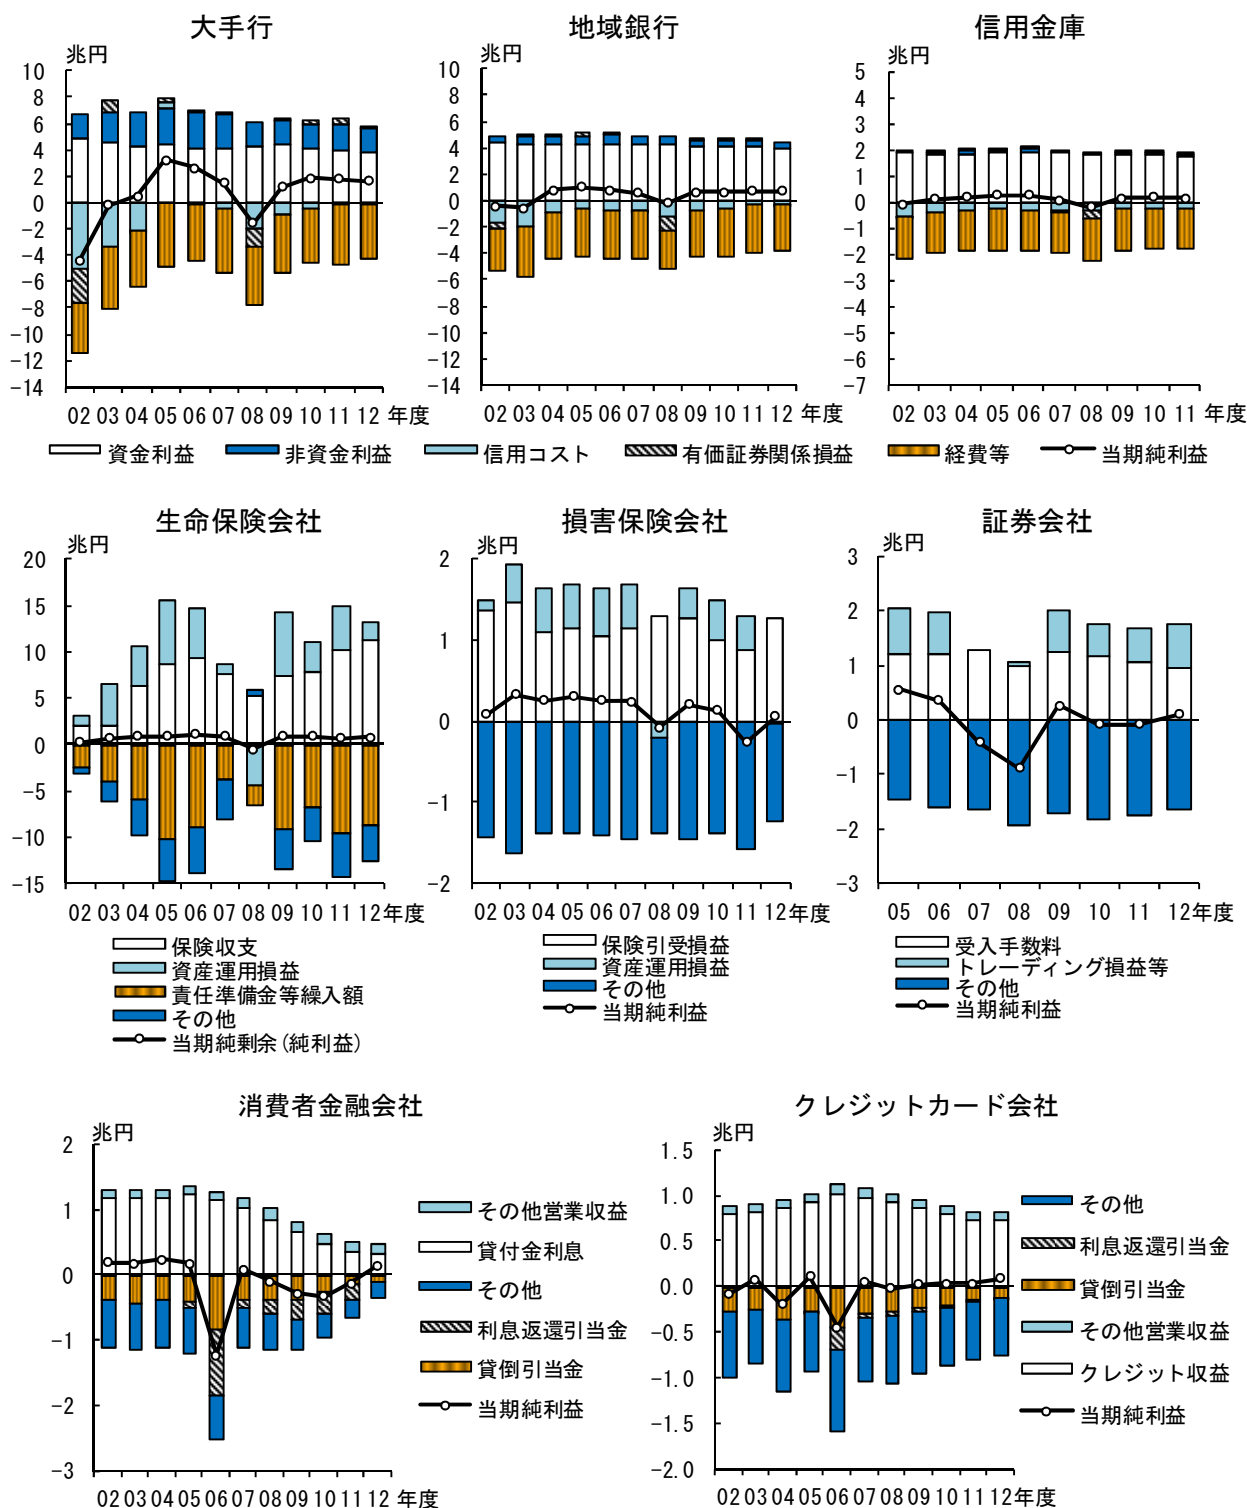 大手行
兆円
10
8
6
4
2
0
−2
−4
−6
−8
−10
−12
−14
02 03 04 05 06 07 08 09 10 11 12 年度
地域銀行
兆円
10
8
6
4
2
0
−2
−4
−6
−8
−10
−12
−14
02 03 04 05 06 07 08 09 10 11 12 年度
信用金庫
兆円
5
4
3
2
1
0
−1
−2
−3
−4
−5
−6
−7
02 03 04 05 06 07 08 09 10 11 年度
資金利益 非資金利益 信用コスト 有価証券関係損益 経費等 当期純利益
生命保険会社
兆円
20
15
10
5
0
−5
−10
−15
02 03 04 05 06 07 08 09 10 11 12年度
保険収支
資産運用損益
責任準備金等繰入額
その他
当期純剰余(純利益)
損害保険会社
兆円
2
1
0
−1
−2
02 03 04 05 06 07 08 09 10 11 12年度
保険引受損益
資産運用損益
その他
当期純利益
証券会社
兆円
3
2
1
0
−1
−2
−3
05 06 07 08 09 10 11 12年度
受入手数料
トレーディング損益等
その他
当期純利益
消費者金融会社
兆円
2
1
0
−1
−2
−3
02 03 04 05 06 07 08 09 10 11 12 年度
その他営業収益
貸付金利息
その他
利息返還引当金
貸倒引当金
当期純利益
クレジットカード会社
兆円
1.5
1.0
0.5
0.0
−0.5
−1.0
−1.5
−2.0
02 03 04 05 06 07 08 09 10 11 12 年度
その他
利息返還引当金
貸倒引当金
その他営業収益
クレジット収益
当期純利益